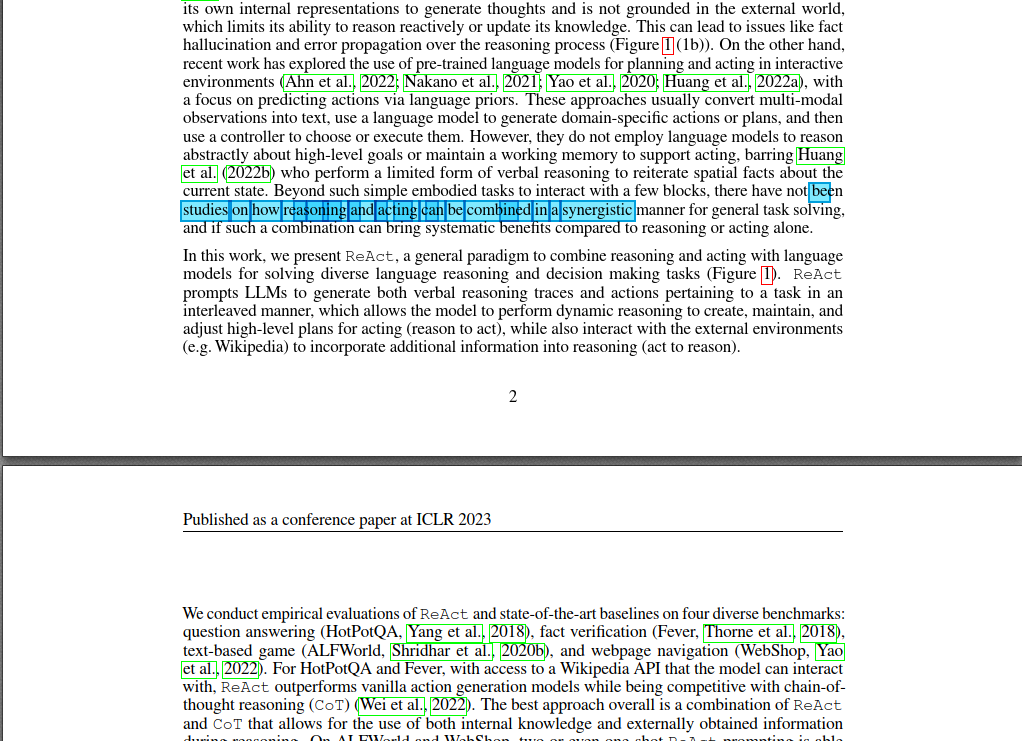 its own internal representations to generate thoughts and is not grounded in the external world,
which limits its ability to reason reactively or update its knowledge. This can lead to issues like fact
hallucination and error propagation over the reasoning process (Figure 1 (1b)). On the other hand,
recent work has explored the use of pre-trained language models for planning and acting in interactive
environments (Ahn et al., 2022; Nakano et al., 2021; Yao et al., 2020; Huang et al., 2022a), with
a focus on predicting actions via language priors. These approaches usually convert multi-modal
observations into text, use a language model to generate domain-specific actions or plans, and then
use a controller to choose or execute them. However, they do not employ language models to reason
abstractly about high-level goals or maintain a working memory to support acting, barring Huang
et al. (2022b) who perform a limited form of verbal reasoning to reiterate spatial facts about the
current state. Beyond such simple embodied tasks to interact with a few blocks, there have not been
studies on how reasoning and acting can be combined in a synergistic manner for general task solving,
and if such a combination can bring systematic benefits compared to reasoning or acting alone.
In this work, we present ReAct, a general paradigm to combine reasoning and acting with language
models for solving diverse language reasoning and decision making tasks (Figure 1). ReAct
prompts LLMs to generate both verbal reasoning traces and actions pertaining to a task in an
interleaved manner, which allows the model to perform dynamic reasoning to create, maintain, and
adjust high-level plans for acting (reason to act), while also interact with the external environments
(e.g. Wikipedia) to incorporate additional information into reasoning (act to reason).
2
Published as a conference paper at ICLR 2023
We conduct empirical evaluations of ReAct and state-of-the-art baselines on four diverse benchmarks:
question answering (HotPotQA, Yang et al., 2018), fact verification (Fever, Thorne et al., 2018),
text-based game (ALFWorld, Shridhar et al., 2020b), and webpage navigation (WebShop, Yao
et al., 2022). For HotPotQA and Fever, with access to a Wikipedia API that the model can interact
with, ReAct outperforms vanilla action generation models while being competitive with chain-of-
thought reasoning (CoT) (Wei et al., 2022). The best approach overall is a combination of ReAct
and CoT that allows for the use of both internal knowledge and externally obtained information
during reasoning. On ALFWorld and WebShop, two or even one-shot ReAct prompting is able